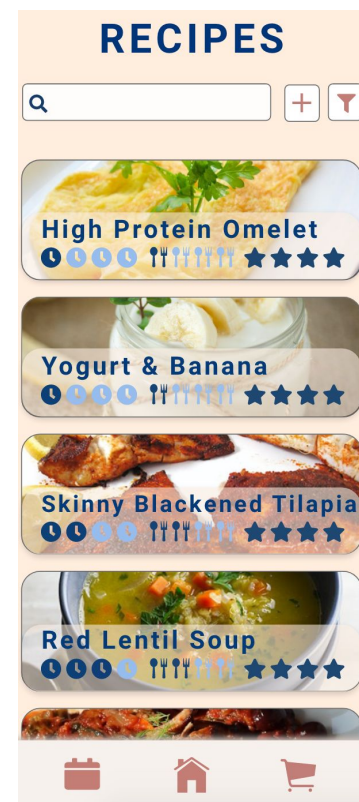 RECIPES
High Protein Omelet
Yogurt & Banana
Skinny Blackened Tilapia
Red Lentil Soup